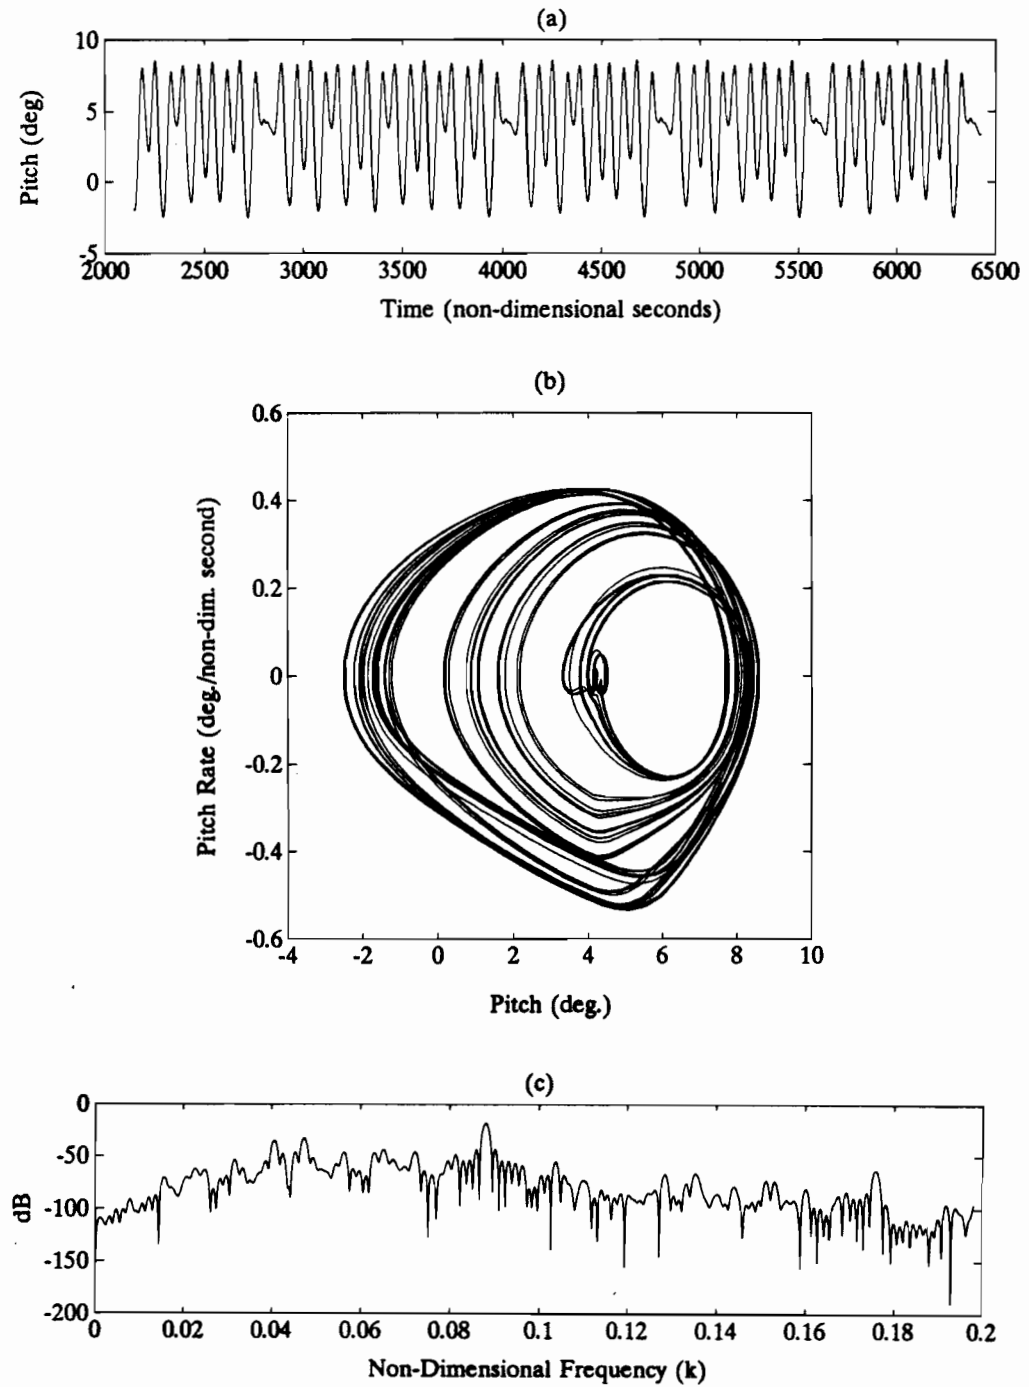 (a)
10
5
0
-5
Pitch (deg)
2000 2500 3000 3500 4000 4500 5000 5500 6000 6500
Time (non-dimensional seconds)
(b)
0.6
0.4
0.2
0
-0.2
-0.4
-0.6
Pitch Rate (deg./non-dim. second)
-4 -2 0 2 4 6 8 10
Pitch (deg.)
(c)
0
-50
-100
-150
-200
dB
0 0.02 0.04 0.06 0.08 0.1 0.12 0.14 0.16 0.18 0.2
Non-Dimensional Frequency (k)